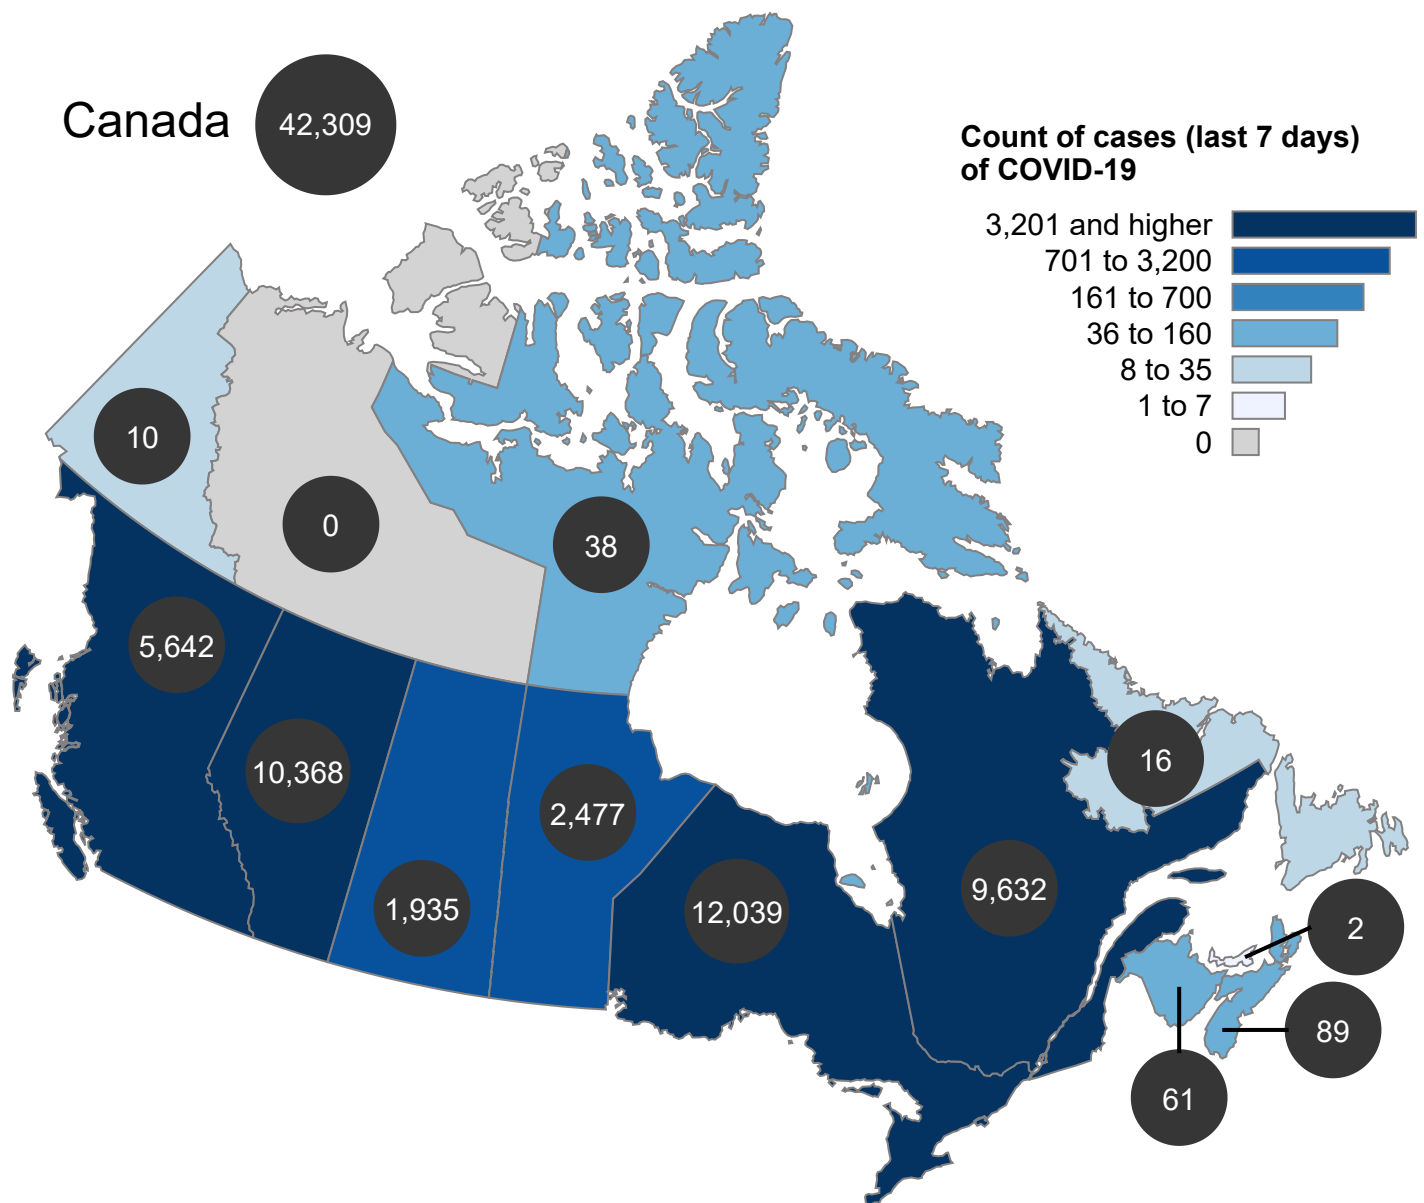 Canada
42,309
Count of cases (last 7 days)
of COVID-19
3,201 and higher
701 to 3,200
161 to 700
36 to 160
8 to 35
1 to 7
0
10
0
38
5,642
10,368
1,935
2,477
12,039
9,632
16
2
89
61